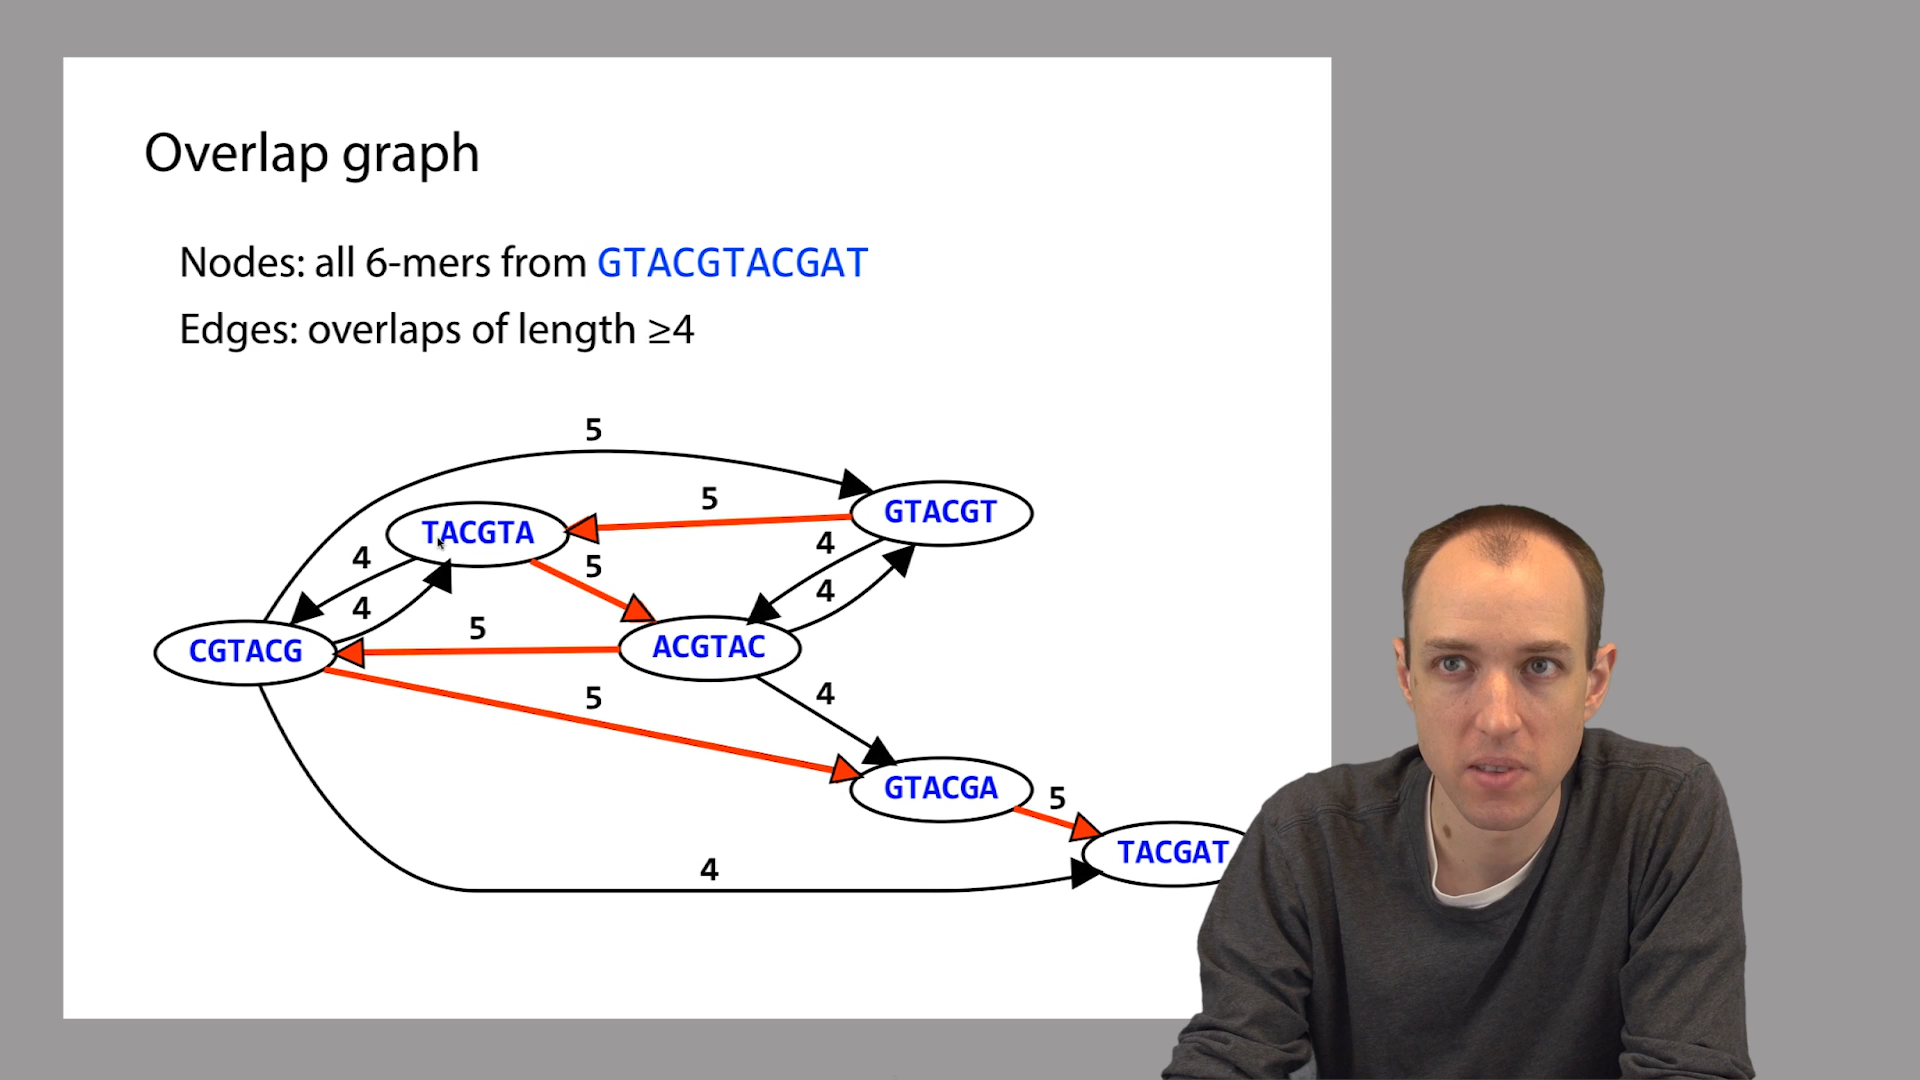 Overlap graph
Nodes: all 6-mers from GTACGTACGAT
Edges: overlaps of length ≥4
5
5
GTACGT
TACGTA
4
4
5
4
4
5
CGTACG
ACGTAC
5
4
GTACGA
5
TACGAT
4